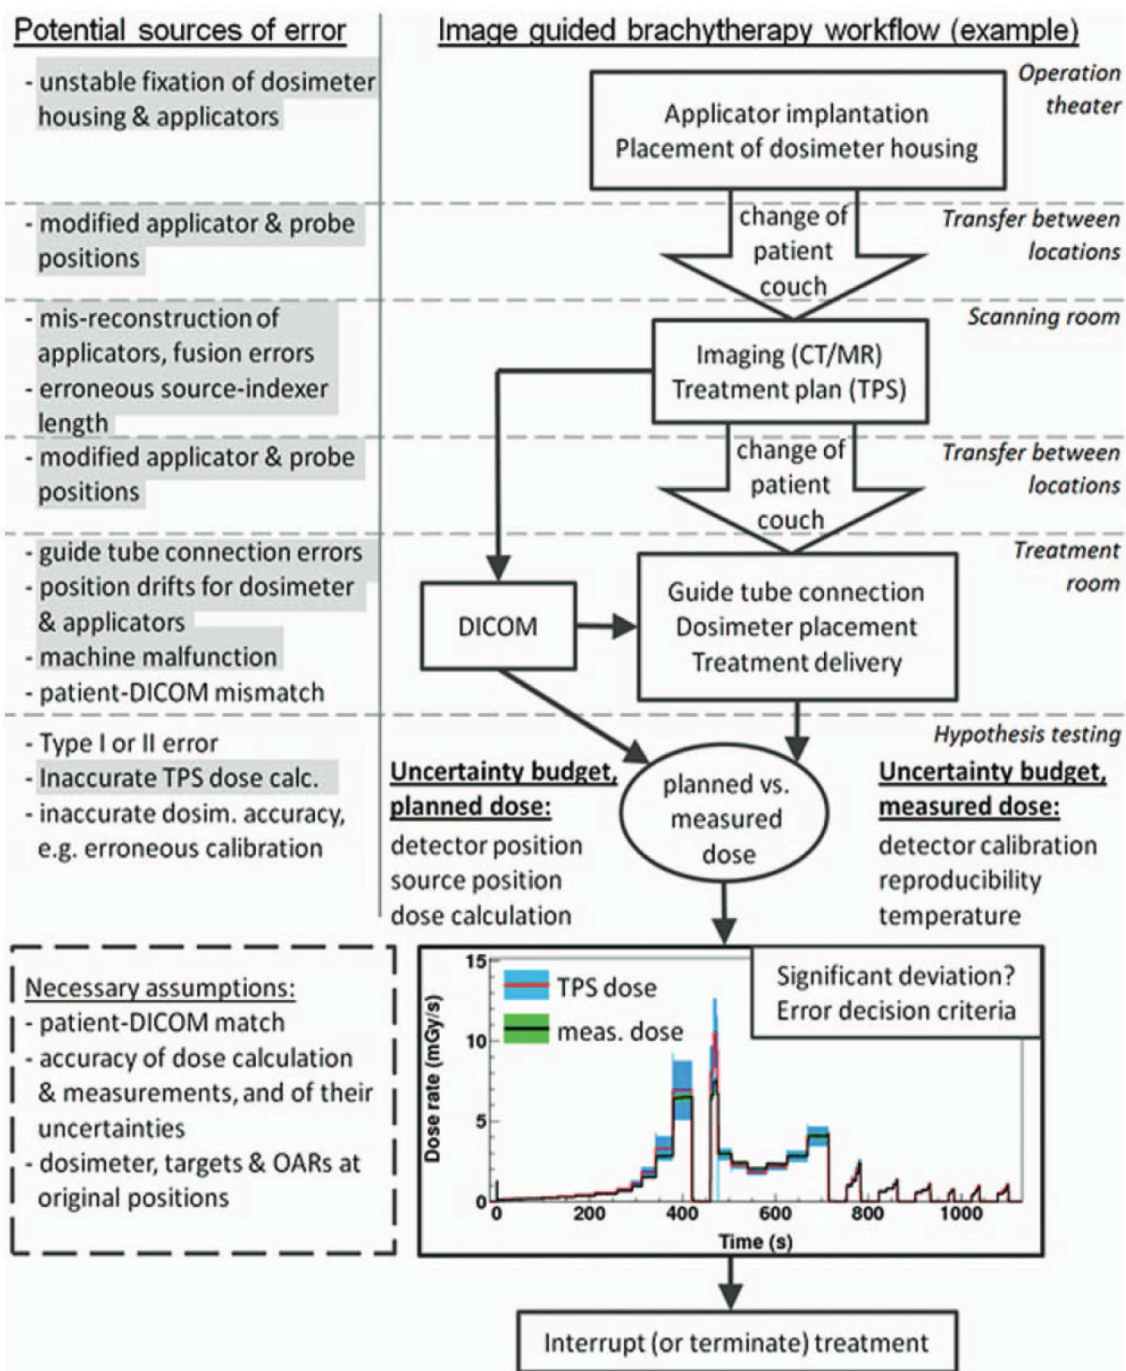 Potential sources of error
Image guided brachytherapy workflow (example)
- unstable fixation of dosimeter
housing & applicators
Applicator implantation
Placement of dosimeter housing
Operation
theater
- modified applicator & probe
positions
change of
patient
couch
Transfer between
locations
- mis-reconstruction of
applicators, fusion errors
- erroneous source-indexer
length
Imaging (CT/MR)
Treatment plan (TPS)
Scanning room
- modified applicator & probe
positions
change of
patient
couch
Transfer between
locations
- guide tube connection errors
- position drifts for dosimeter
& applicators
- machine malfunction
- patient-DICOM mismatch
DICOM
Guide tube connection
Dosimeter placement
Treatment delivery
Treatment
room
- Type I or II error
- Inaccurate TPS dose calc.
- inaccurate dosim. accuracy,
e.g. erroneous calibration
Hypothesis testing
Uncertainty budget,
planned dose:
detector position
source position
dose calculation
planned vs.
measured
dose
Uncertainty budget,
measured dose:
detector calibration
reproducibility
temperature
Necessary assumptions:
- patient-DICOM match
- accuracy of dose calculation
& measurements, and of their
uncertainties
- dosimeter, targets & OARs at
original positions
Significant deviation?
Error decision criteria
TPS dose
meas. dose
Dose rate (mGy/s)
15
10
5
0
0 200 400 600 800 1000
Time (s)
Interrupt (or terminate) treatment